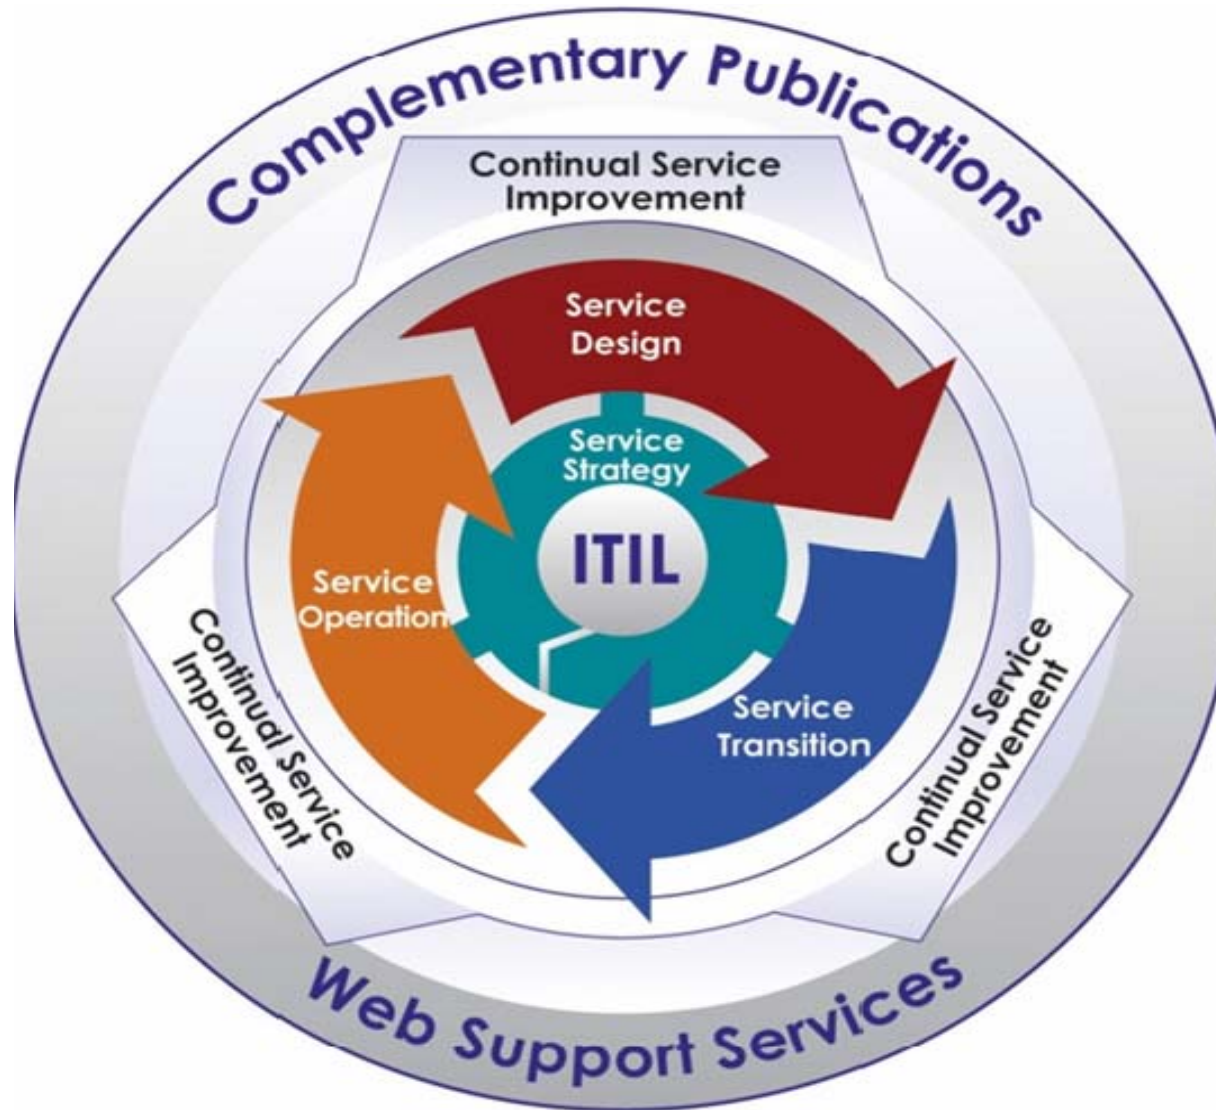 Complementary Publications
Continual Service
Improvement
Service
Design
Service
Strategy
ITIL
Service
Operation
Service
Transition
Continual Service
Improvement
Continual Service
Improvement
Web Support Services